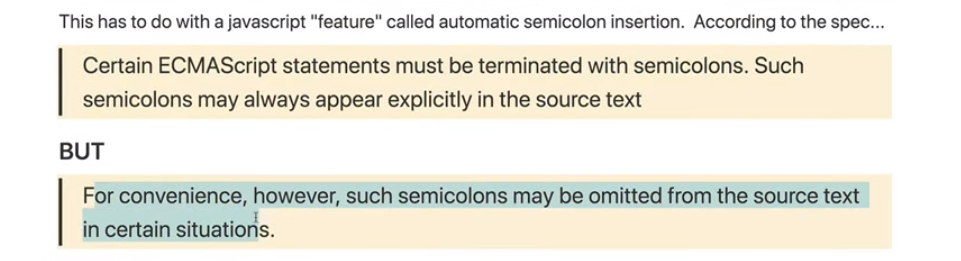 This has to do with a javascript "feature" called automatic semicolon insertion.  According to the spec...
Certain ECMAScript statements must be terminated with semicolons. Such
semicolons may always appear explicitly in the source text
BUT
For convenience, however, such semicolons may be omitted from the source text
in certain situations.